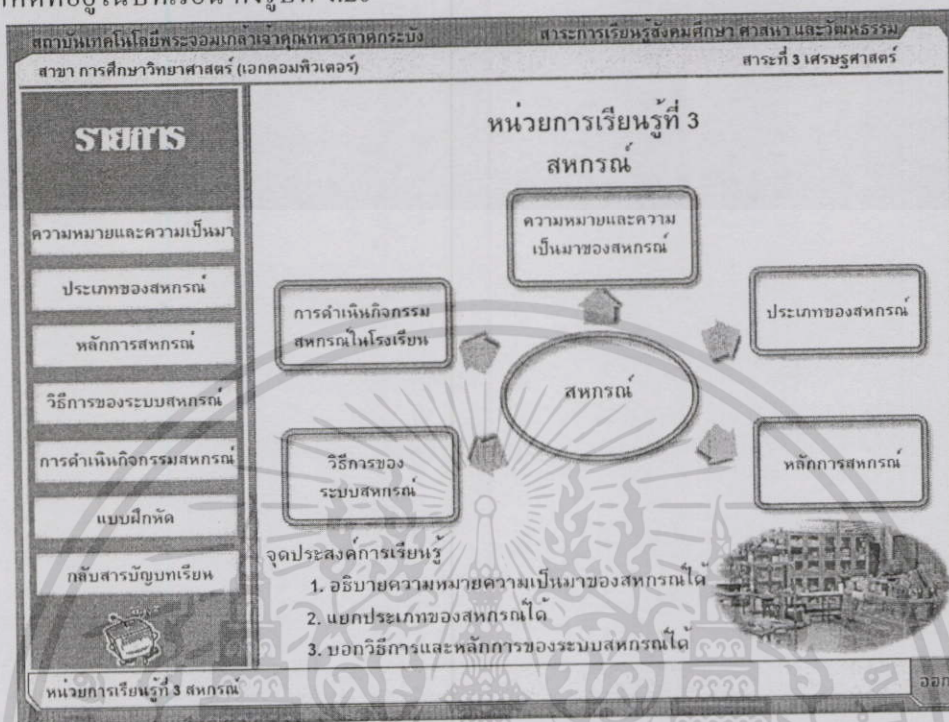 สถาบันเทคโนโลยีพระจอมเกล้าเจ้าคุณทหารลาดกระบัง
สาระการเรียนรู้สังคมศึกษา ศาสนา และวัฒนธรรม
สาขา การศึกษาวิทยาศาสตร์ (เอกคอมพิวเตอร์)
สาระที่ 3 เศรษฐศาสตร์
รายการ
ความหมายและความเป็นมา
ประเภทของสหกรณ์
หลักการสหกรณ์
วิธีการของระบบสหกรณ์
การดำเนินกิจกรรมสหกรณ์
แบบฝึกหัด
กลับสารบัญบทเรียน
หน่วยการเรียนรู้ที่ 3
สหกรณ์
ความหมายและความ
เป็นมาของสหกรณ์
การดำเนินกิจกรรม
สหกรณ์ในโรงเรียน
ประเภทของสหกรณ์
สหกรณ์
วิธีการของ
ระบบสหกรณ์
หลักการสหกรณ์
จุดประสงค์การเรียนรู้
1. อธิบายความหมายความเป็นมาของสหกรณ์ได้
2. แยกประเภทของสหกรณ์ได้
3. บอกวิธีการและหลักการของระบบสหกรณ์ได้
หน่วยการเรียนรู้ที่ 3 สหกรณ์
ออก